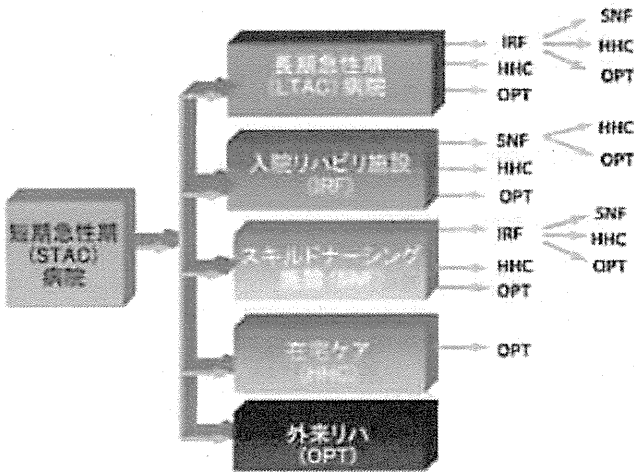 短期急性期
(STAC)
病院
長期急性期
(LTAC)病院
IRF
HHC
OPT
SNF
HHC
OPT
入院リハビリ施設
(IRF)
SNF
HHC
OPT
HHC
OPT
スキルドナーシング
IRF
HHC
OPT
SNF
HHC
OPT
在宅ケア
(HHC)
OPT
外来リハ
(OPT)